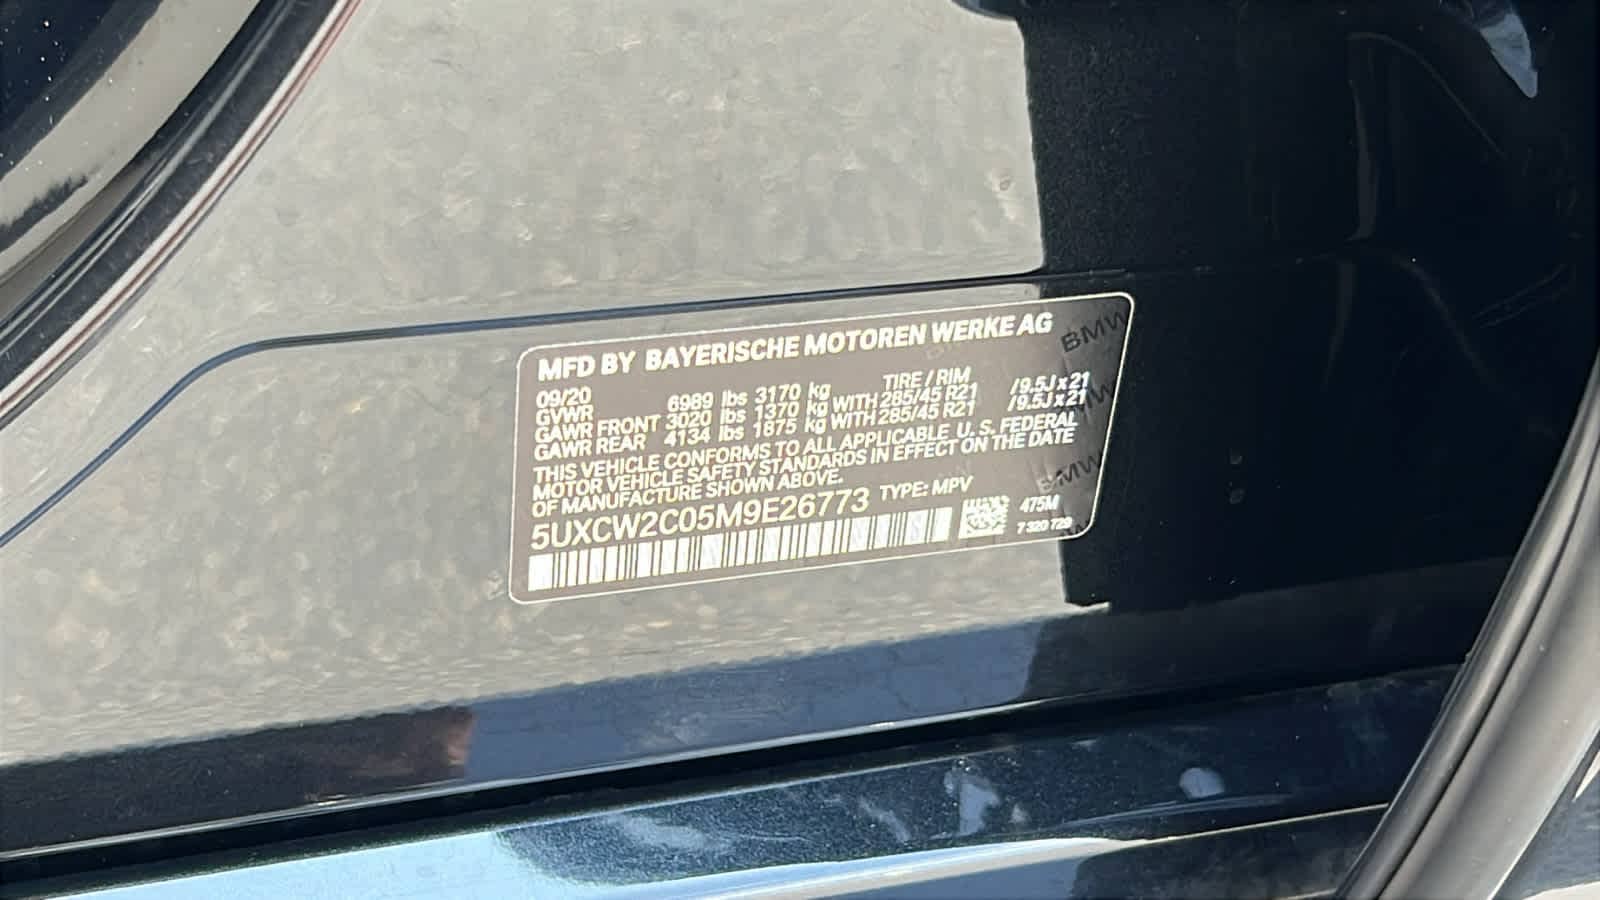 MFD BY BAYERISCHE MOTOREN WERKE AG
09/20 TIRE / RIM
GVWR 6989 lbs 3170 kg
GAWR FRONT 3020 lbs 1370 kg WITH 285/45 R21 /9.5J x 21
GAWR REAR 4134 lbs 1875 kg WITH 285/45 R21 /9.5J x 21
THIS VEHICLE CONFORMS TO ALL APPLICABLE U. S. FEDERAL
MOTOR VEHICLE SAFETY STANDARDS IN EFFECT ON THE DATE
OF MANUFACTURE SHOWN ABOVE.
5UXCW2C05M9E26773 TYPE: MPV
475M
7 320 729
BMW
BMW
BMW